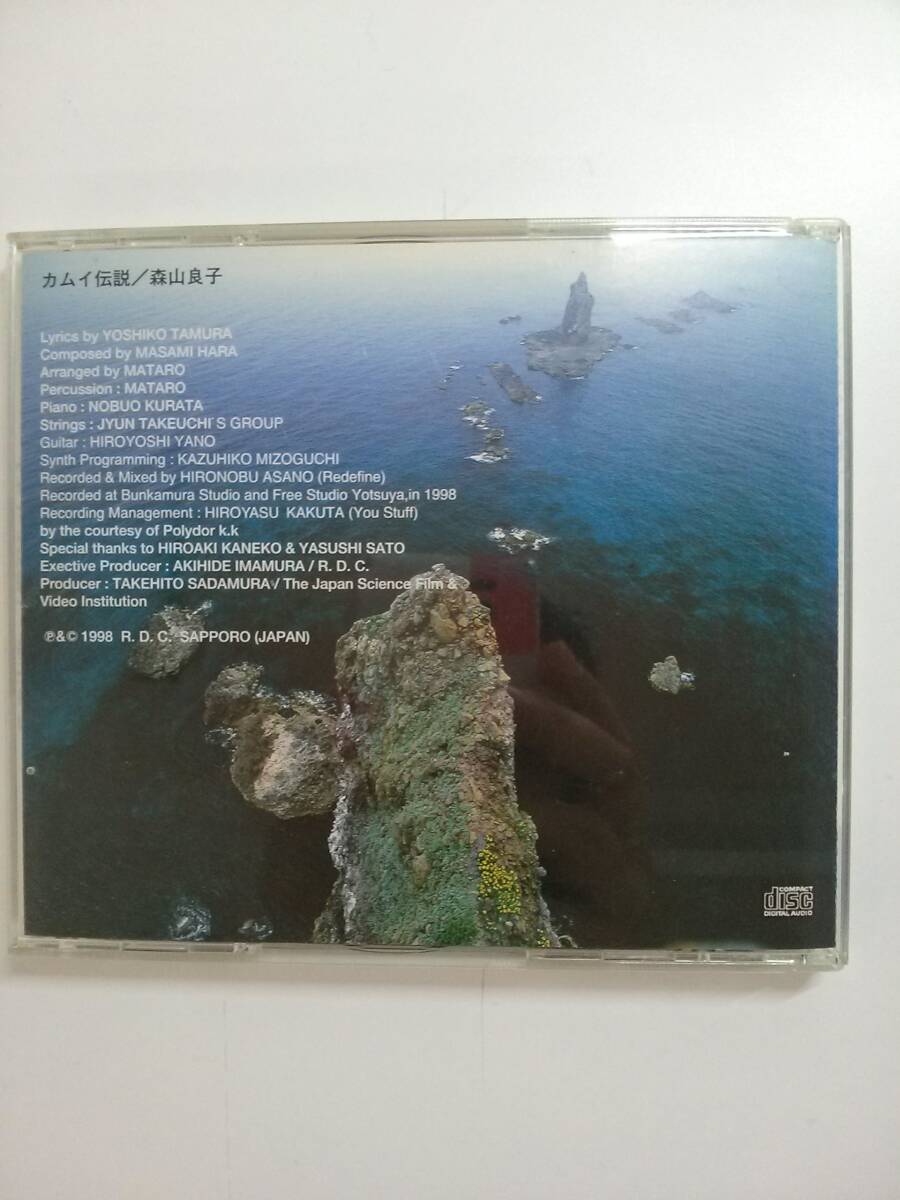 カムイ伝説／森山良子
Lyrics by YOSHIKO TAMURA
Composed by MASAMI HARA
Arranged by MATARO
Percussion : MATARO
Piano : NOBUO KURATA
Strings : JYUN TAKEUCHI'S GROUP
Guitar : HIROYOSHI YANO
Synth Programming : KAZUHIKO MIZOGUCHI
Recorded & Mixed by HIRONOBU ASANO (Redefine)
Recorded at Bunkamura Studio and Free Studio Yotsuya,in 1998
Recording Management : HIROYASU KAKUTA (You Stuff)
by the courtesy of Polydor k.k
Special thanks to HIROAKI KANEKO & YASUSHI SATO
Exective Producer : AKIHIDE IMAMURA / R. D. C.
Producer : TAKEHITO SADAMURA / The Japan Science Film &
Video Institution
℗&© 1998 R. D. C. SAPPORO (JAPAN)
COMPACT
disc
DIGITAL AUDIO